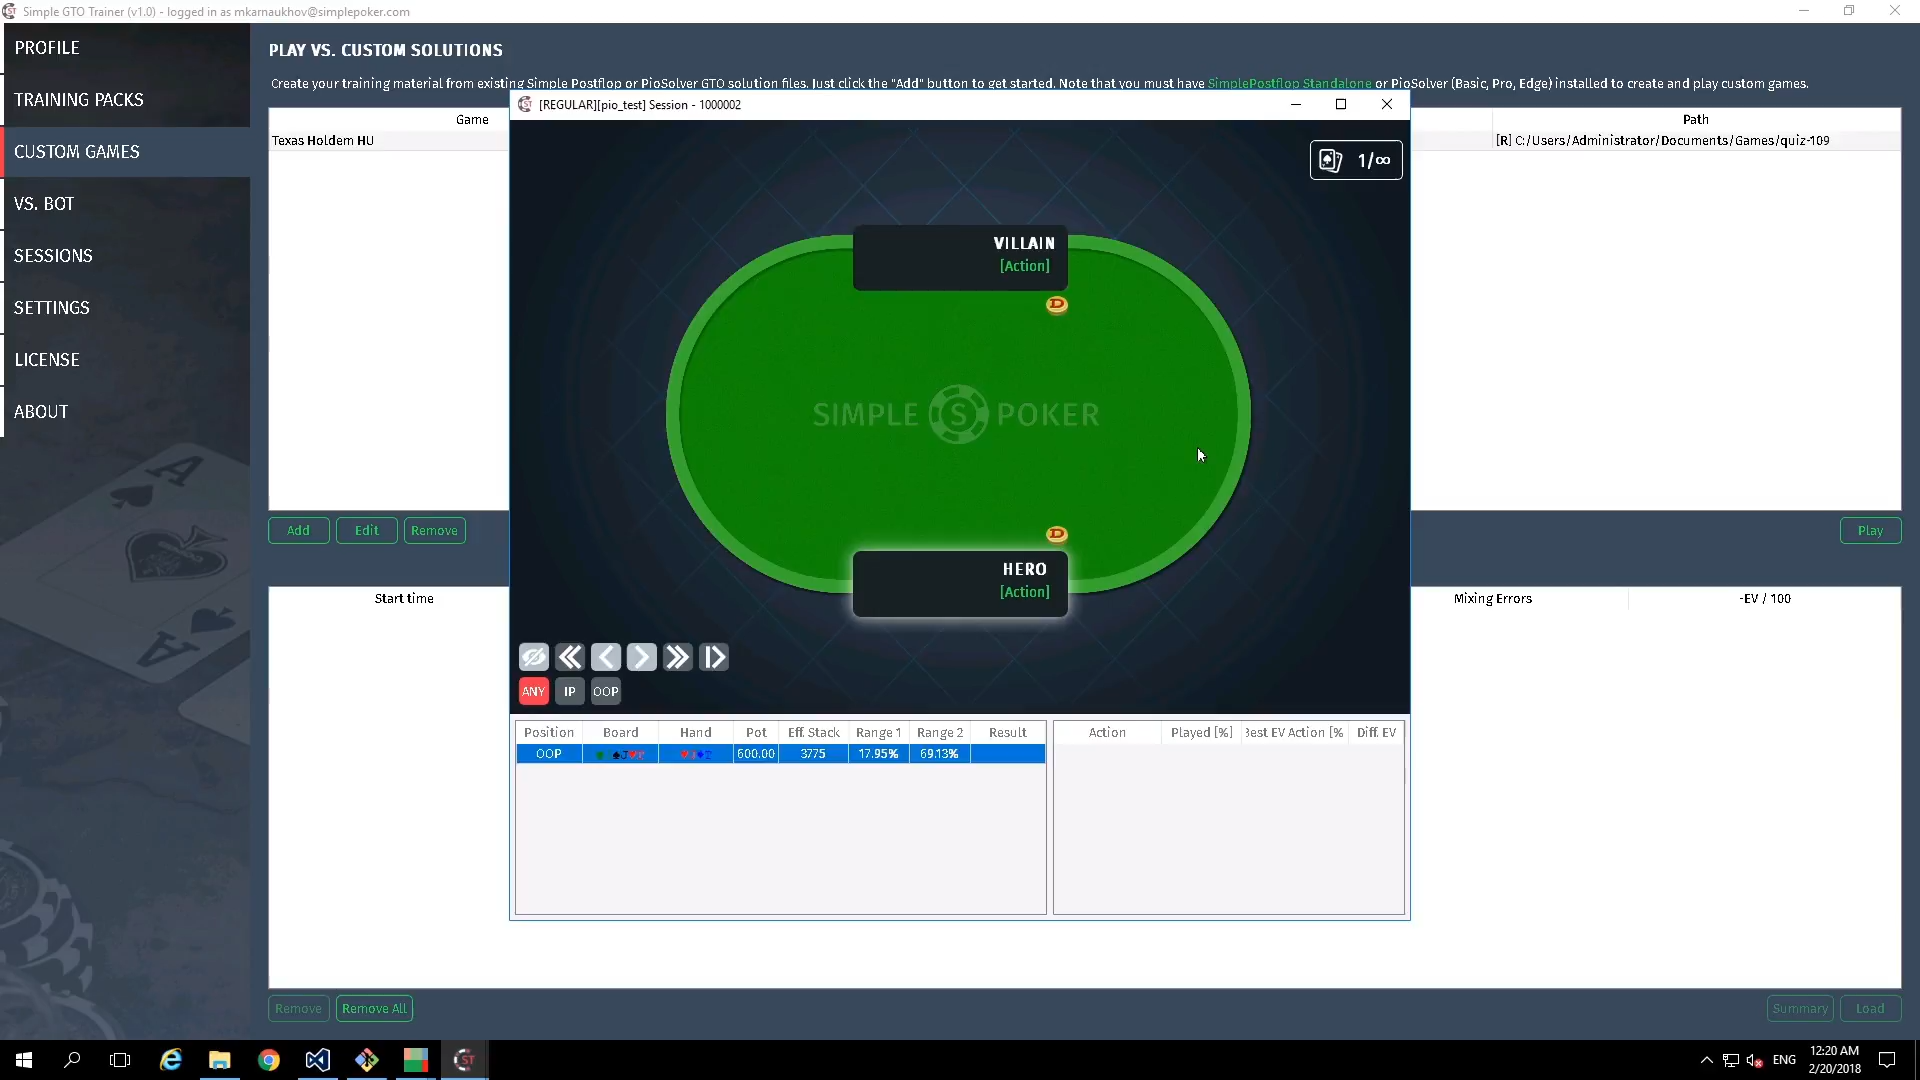 Simple GTO Trainer (v1.0) - logged in as mkarnaukhov@simplepoker.com
PROFILE
TRAINING PACKS
CUSTOM GAMES
VS. BOT
SESSIONS
SETTINGS
LICENSE
ABOUT
PLAY VS. CUSTOM SOLUTIONS
Create your training material from existing Simple Postflop or PioSolver GTO solution files. Just click the "Add" button to get started. Note that you must have SimplePostflop Standalone or PioSolver (Basic, Pro, Edge) installed to create and play custom games.
Game
Path
Texas Holdem HU
[R] C:/Users/Administrator/Documents/Games/quiz-109
Add Edit Remove
Play
Start time
Mixing Errors
-EV / 100
Remove Remove All
Summary Load
[REGULAR][pio_test] Session - 1000002
1/∞
VILLAIN
[Action]
D
SIMPLE S POKER
D
HERO
[Action]
ANY IP OOP
Position Board Hand Pot Eff. Stack Range 1 Range 2 Result
OOP 600.00 3775 17.95% 69.13%
Action Played [%] Best EV Action [% Diff. EV
ST
ENG
12:20 AM
2/20/2018